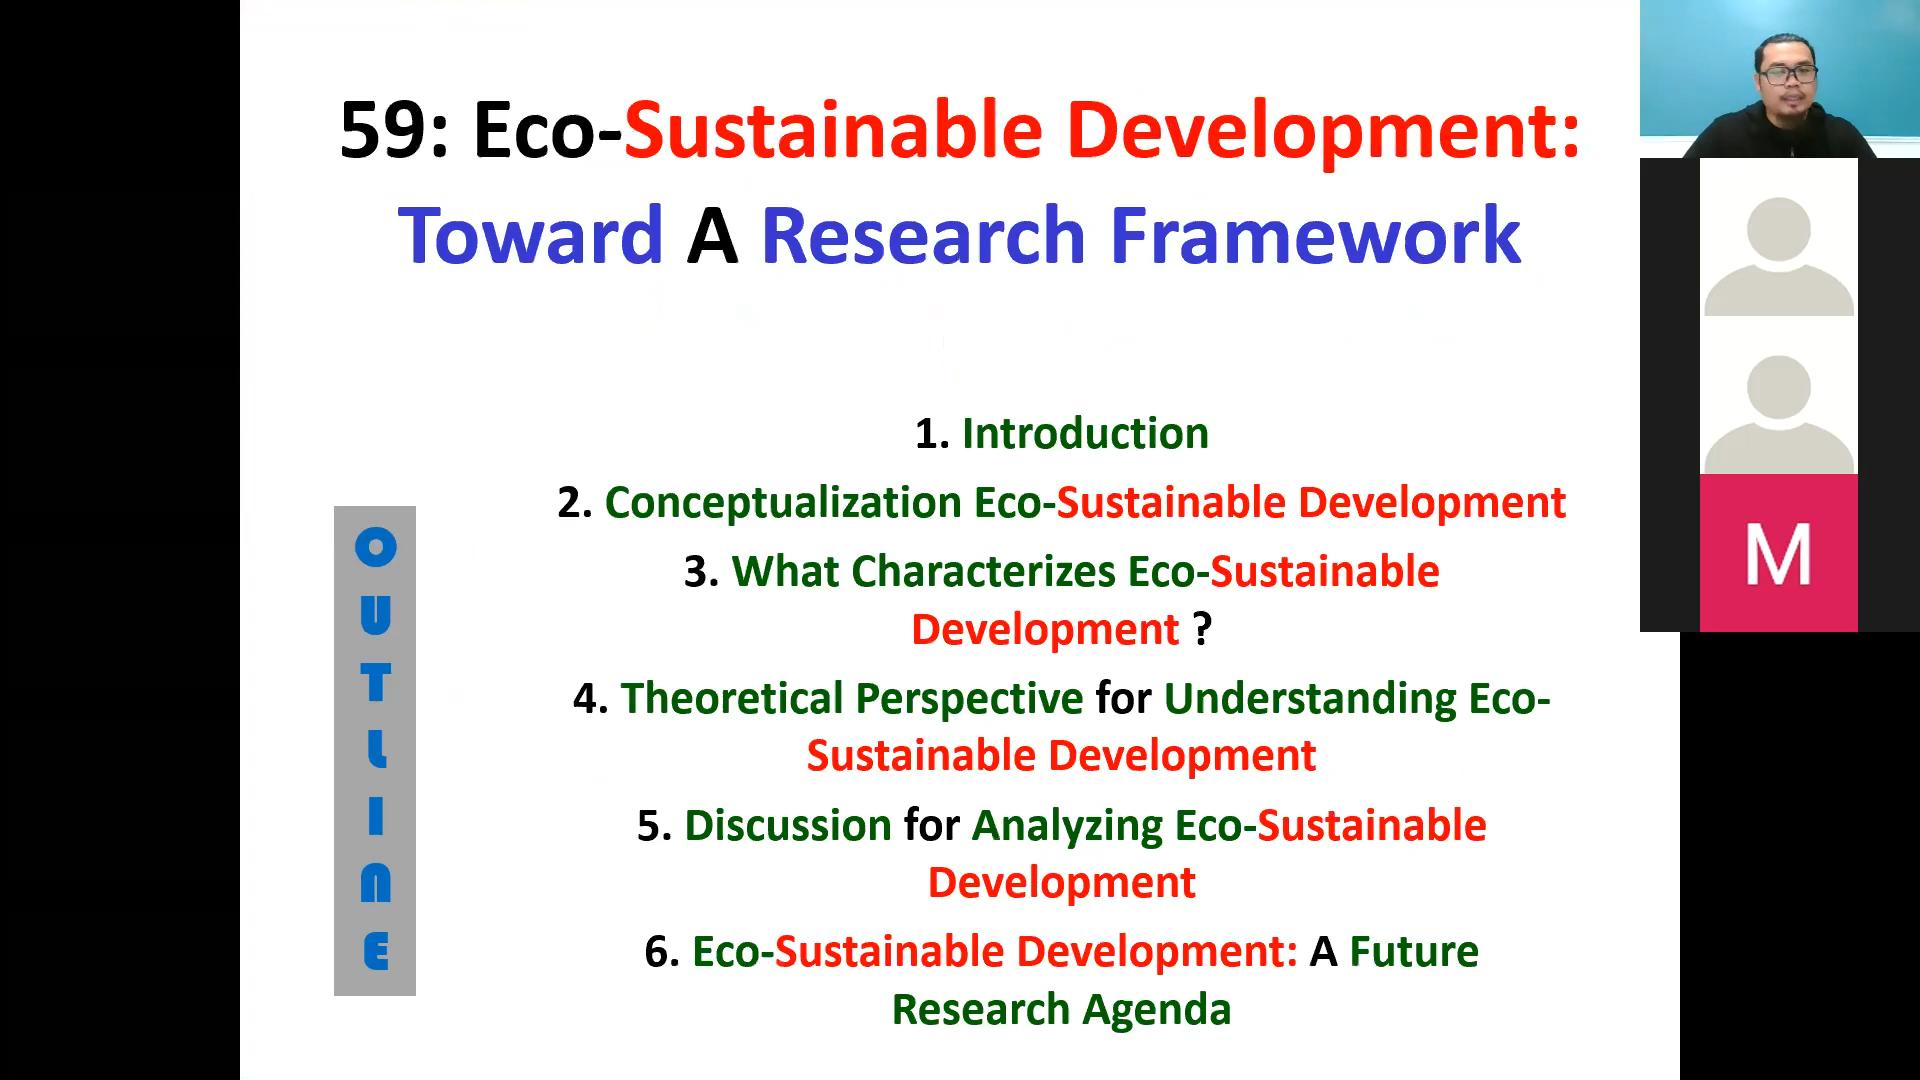 59: Eco-Sustainable Development:
Toward A Research Framework
OUTLINE
1. Introduction
2. Conceptualization Eco-Sustainable Development
3. What Characterizes Eco-Sustainable
Development ?
4. Theoretical Perspective for Understanding Eco-
Sustainable Development
5. Discussion for Analyzing Eco-Sustainable
Development
6. Eco-Sustainable Development: A Future
Research Agenda
M